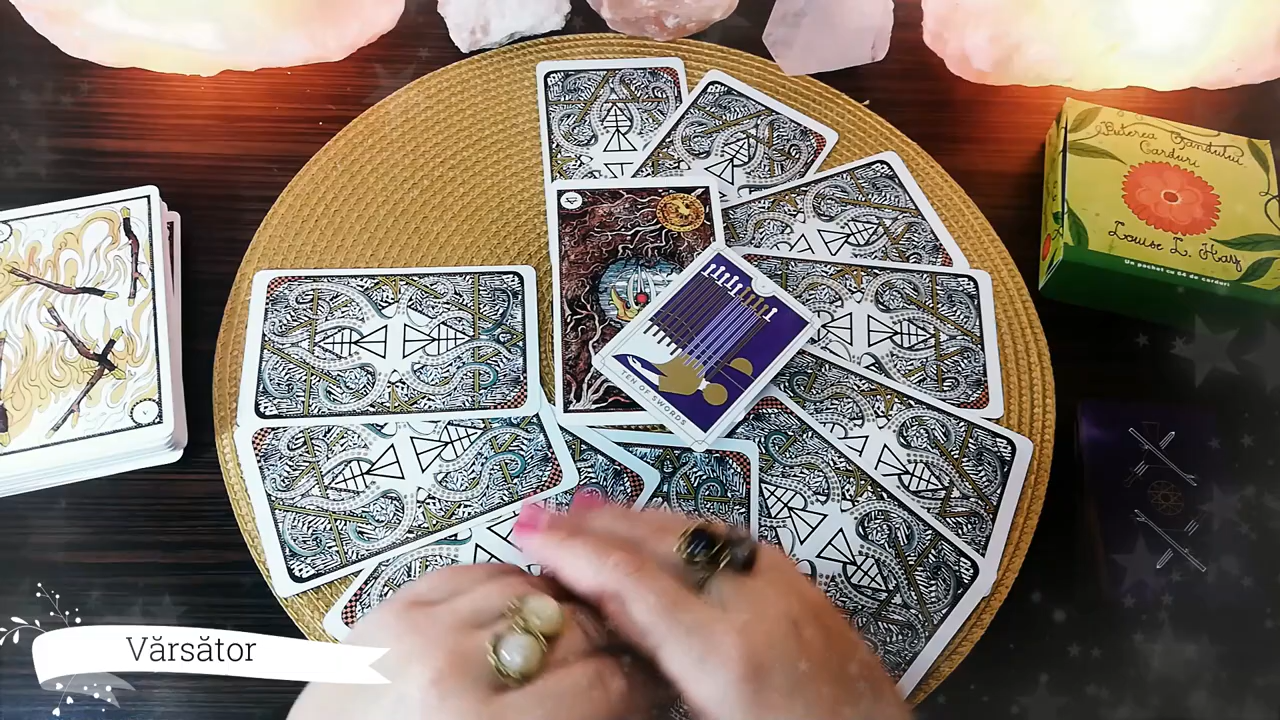 Puterea Gândului
Carduri
Louise L. Hay
Un pachet cu 64 de carduri
TEN OF SWORDS
Vărsător